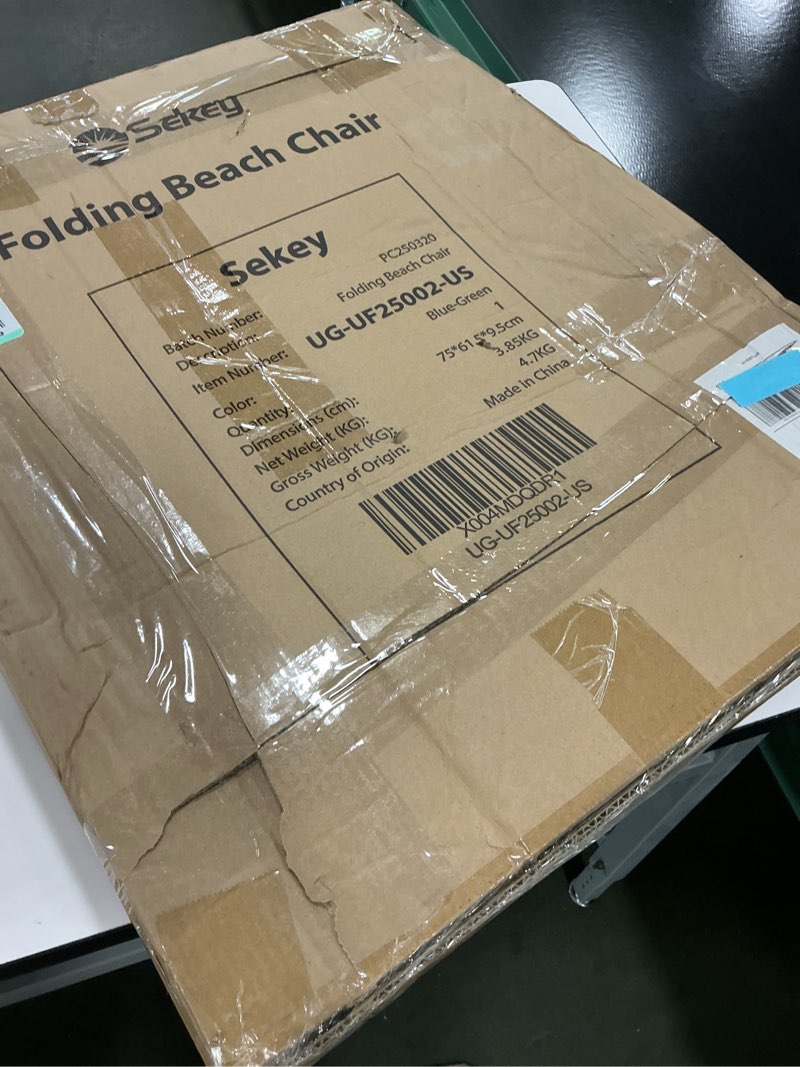 Sekey
Folding Beach Chair
Sekey
Batch Number: PC250320
Description: Folding Beach Chair
Item Number: UG-UF25002-US
Color: Blue-Green
Quantity: 1
Dimensions (cm): 75*61.5*9.5cm
Net Weight (KG): 3.85KG
Gross Weight (KG): 4.7KG
Country of Origin: Made in China
X004MDQDR1
UG-UF25002-US